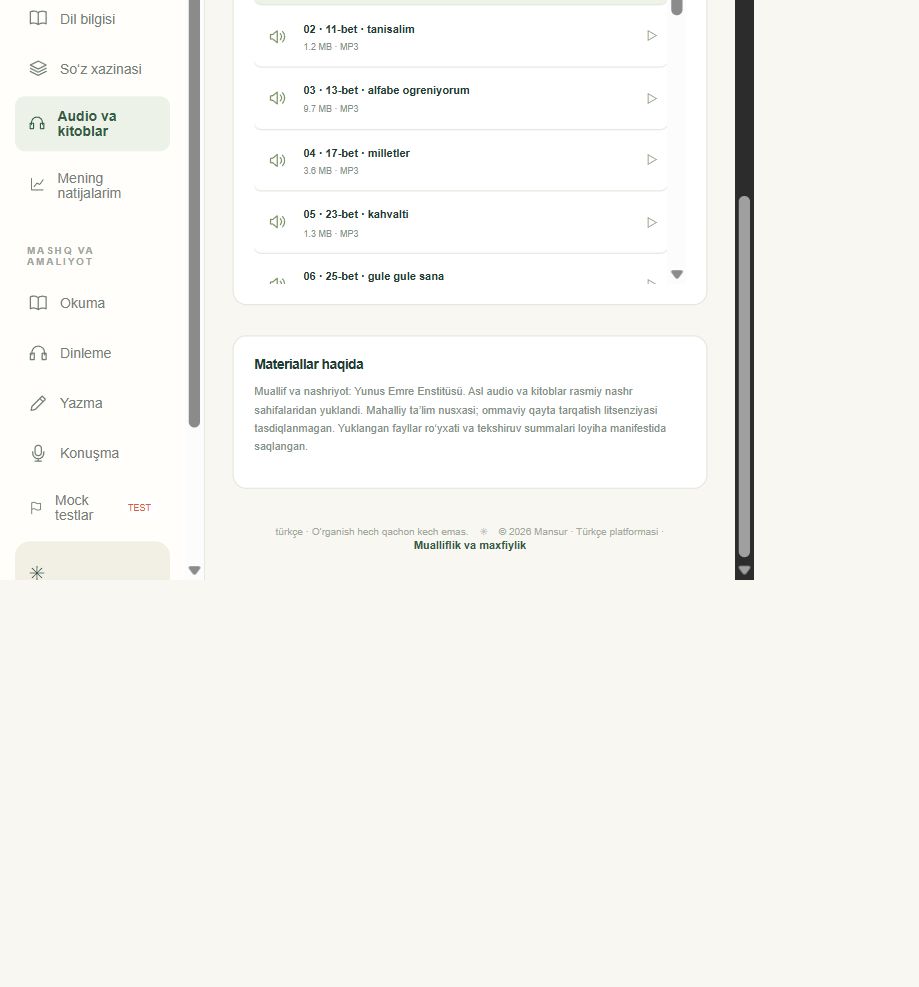 Dil bilgisi
So‘z xazinasi
Audio va
kitoblar
Mening
natijalarim
MASHQ VA
AMALIYOT
Okuma
Dinleme
Yazma
Konuşma
Mock
testlar
TEST
02 · 11-bet · tanisalim
1.2 MB · MP3
03 · 13-bet · alfabe ogreniyorum
9.7 MB · MP3
04 · 17-bet · milletler
3.6 MB · MP3
05 · 23-bet · kahvalti
1.3 MB · MP3
06 · 25-bet · gule gule sana
Materiallar haqida
Muallif va nashriyot: Yunus Emre Enstitüsü. Asl audio va kitoblar rasmiy nashr
sahifalaridan yuklandi. Mahalliy ta’lim nusxasi; ommaviy qayta tarqatish litsenziyasi
tasdiqlanmagan. Yuklangan fayllar ro‘yxati va tekshiruv summalari loyiha manifestida
saqlangan.
türkçe · O‘rganish hech qachon kech emas. ✳ © 2026 Mansur · Türkçe platformasi ·
Mualliflik va maxfiylik